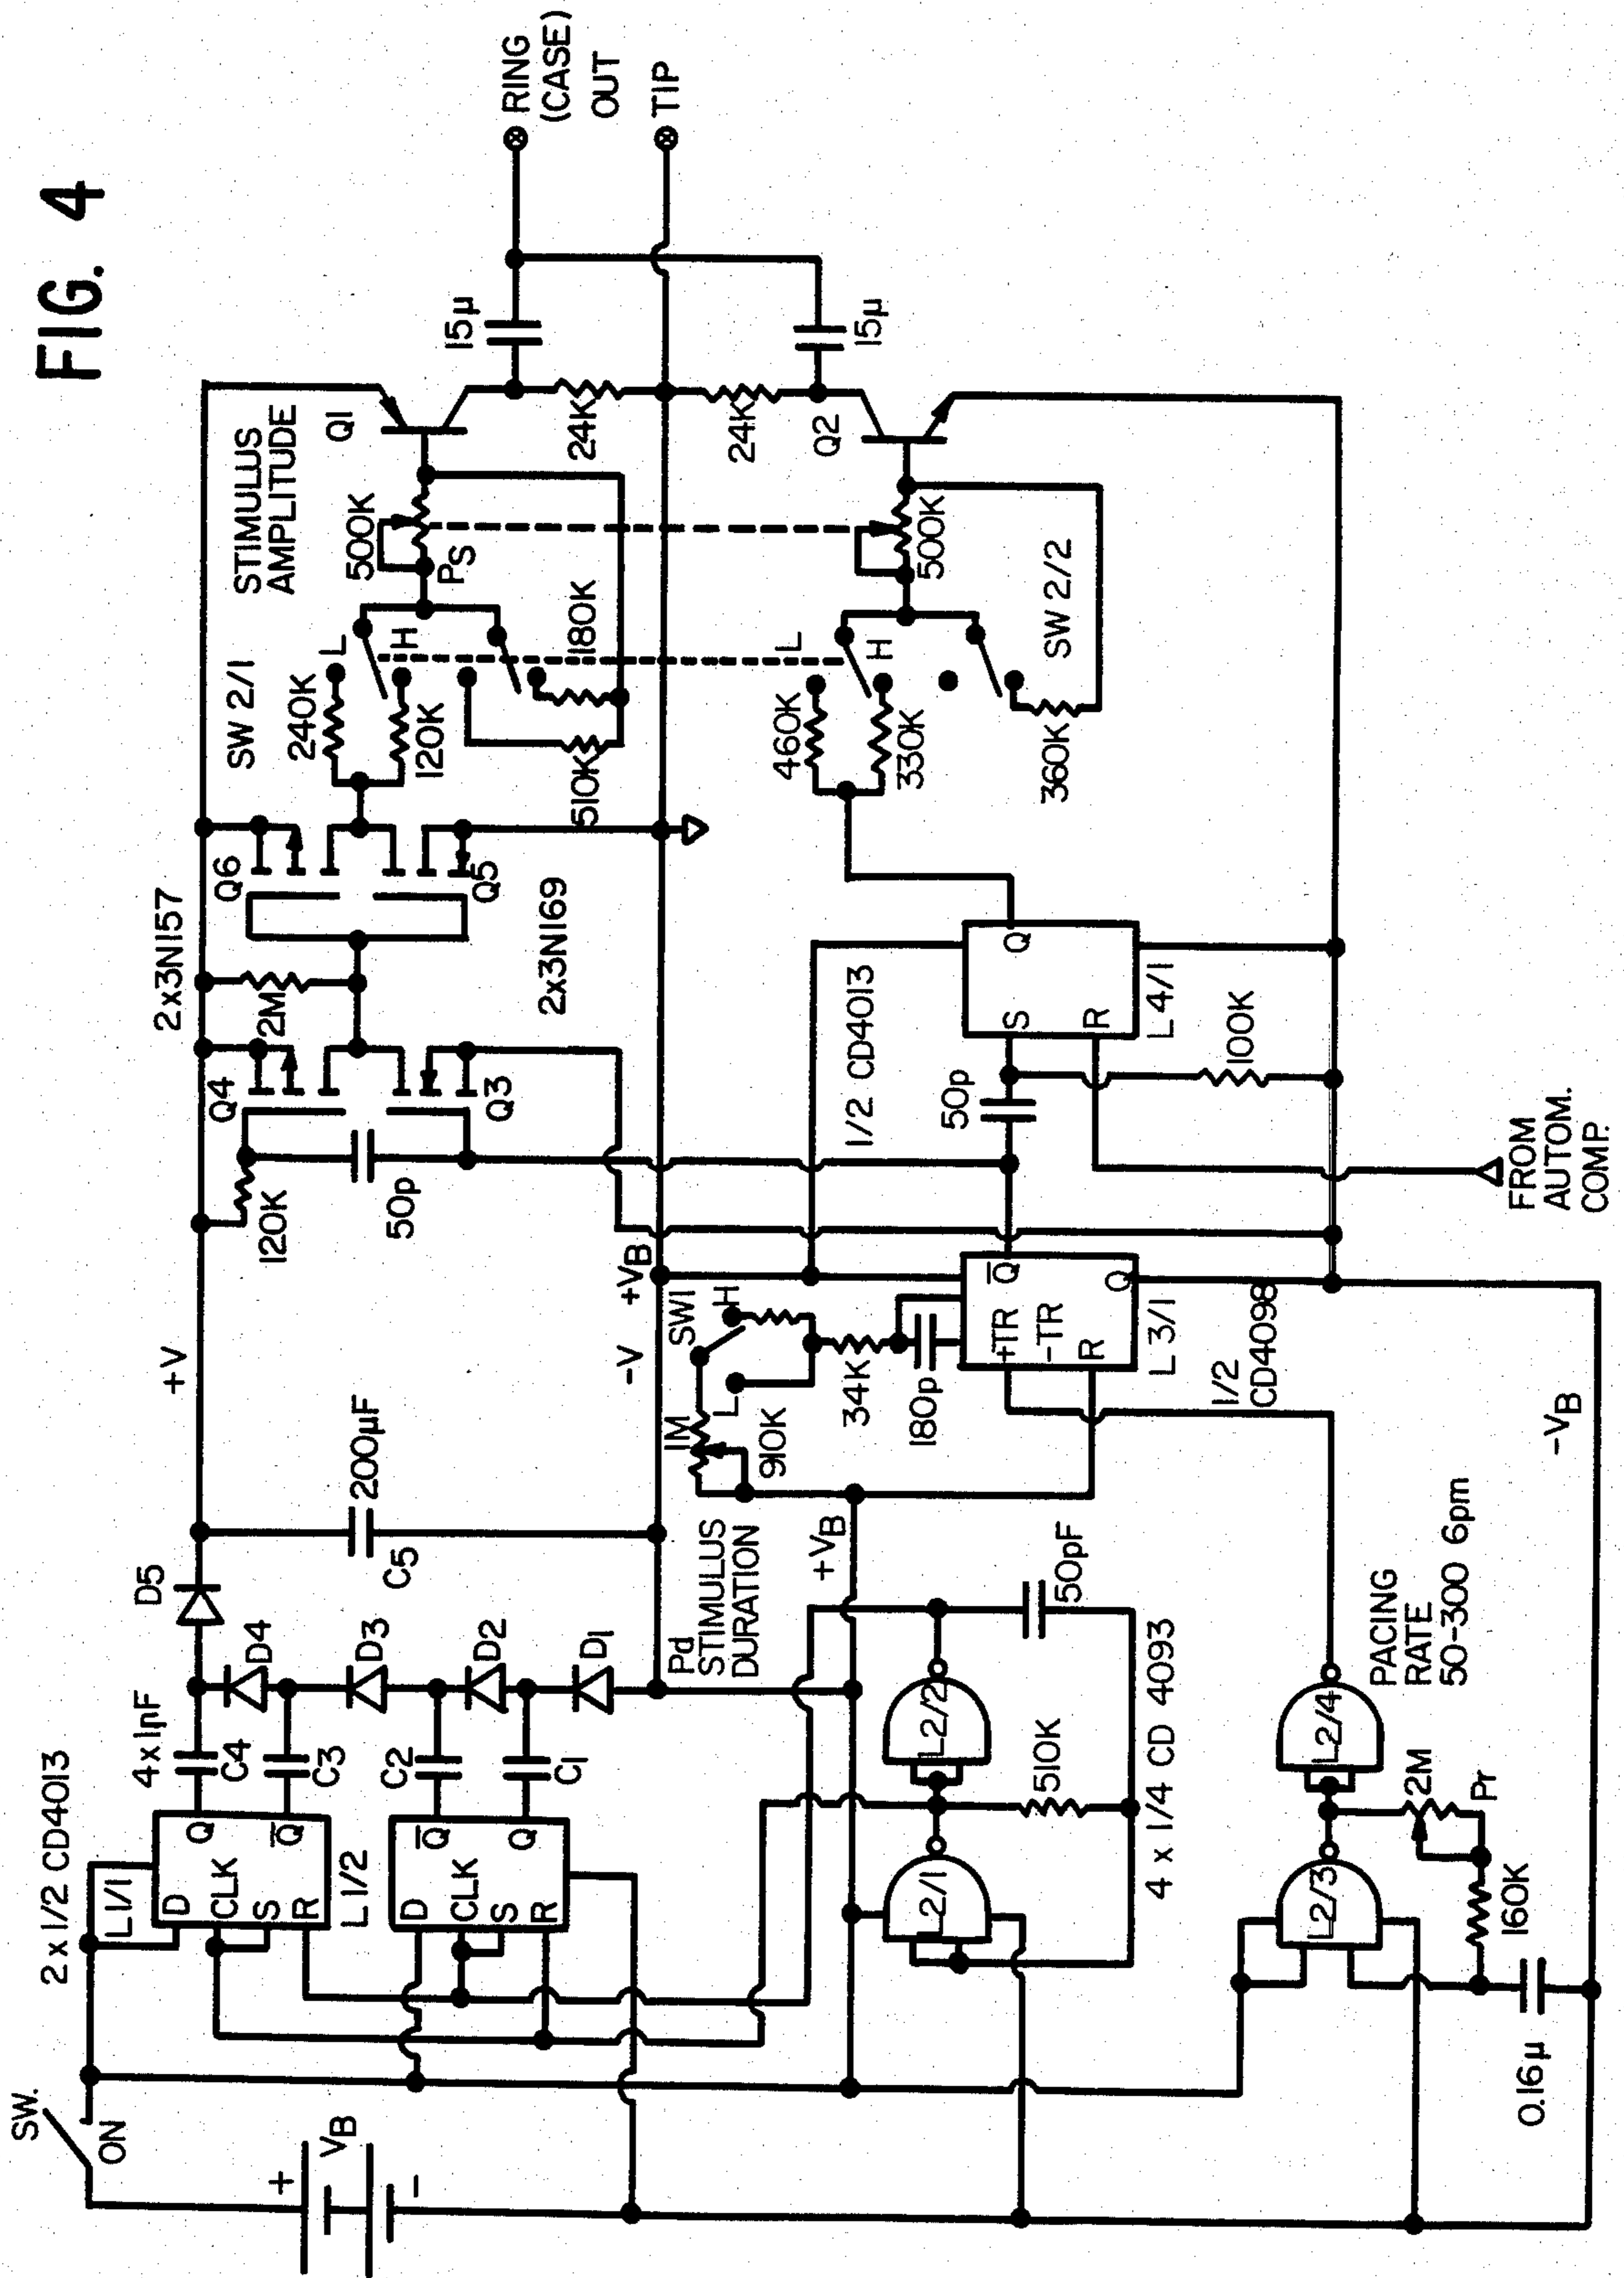 FIG. 4
SW.
ON
+
VB
−
2 x 1/2 CD4013
L1/1
D
CLK
S
R
Q
Q̅
L1/2
D
CLK
S
R
Q̅
Q
4x1nF
C4
C3
C2
C1
D5
D4
D3
D2
D1
C5
200μF
+V
-V
+VB
120K
50p
Q4
Q3
2M
2x3N157
2x3N169
Q6
Q5
SW 2/1
240K
L
120K
H
510K
180K
STIMULUS
AMPLITUDE
500K
PS
Q1
24K
24K
15μ
15μ
Q2
RING
(CASE)
OUT
TIP
460K
L
330K
H
360K
SW 2/2
500K
Pd
STIMULUS
DURATION
+VB
1M
SW1
H
L
910K
34K
180p
+TR
-TR
R
Q̅
Q
L 3/1
1/2
CD4098
1/2 CD4013
50p
S
R
Q
L 4/1
100K
FROM
AUTOM.
COMP.
L2/1
L2/2
510K
50pF
4 x 1/4 CD 4093
L2/3
L2/4
2M
Pr
160K
0.16μ
PACING
RATE
50-300 6pm
-VB